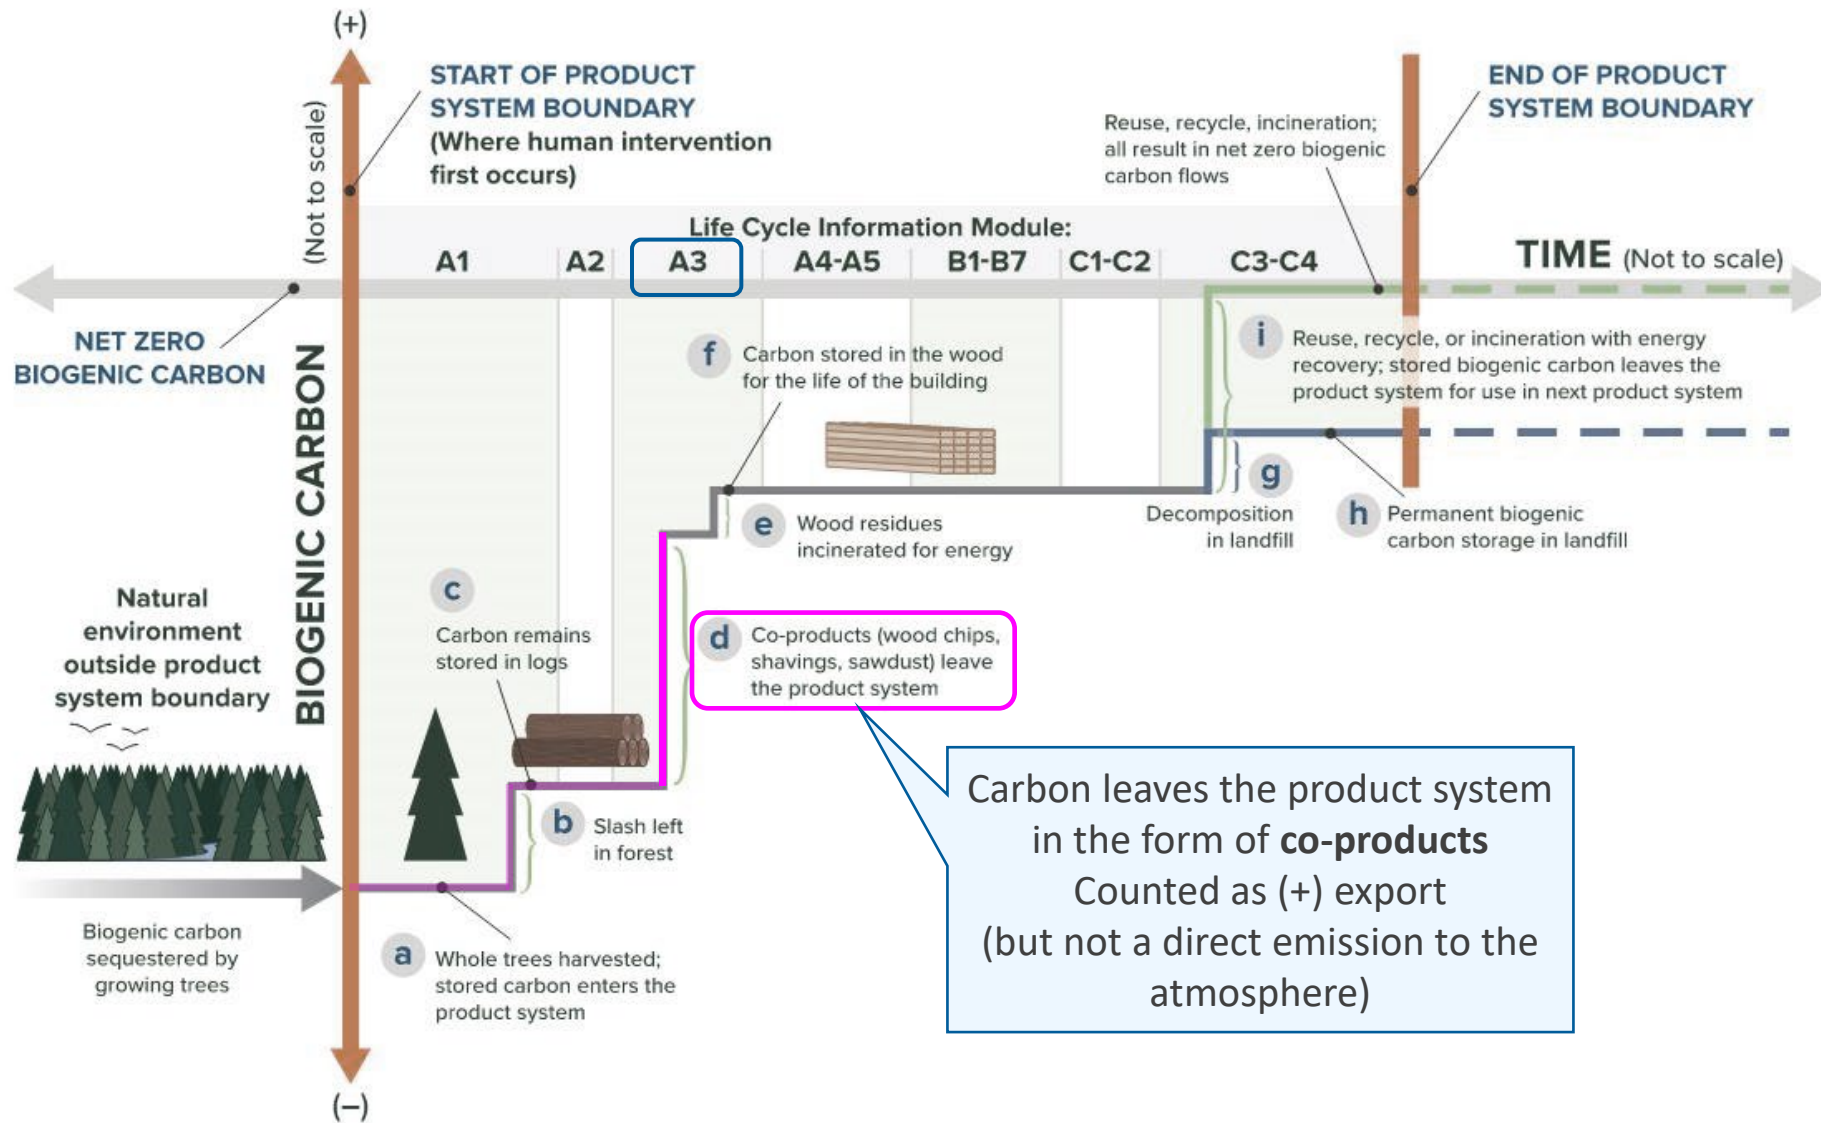 (+)
(Not to scale)
START OF PRODUCT
SYSTEM BOUNDARY
(Where human intervention
first occurs)
Reuse, recycle, incineration;
all result in net zero biogenic
carbon flows
END OF PRODUCT
SYSTEM BOUNDARY
Life Cycle Information Module:
A1
A2
A3
A4-A5
B1-B7
C1-C2
C3-C4
TIME (Not to scale)
NET ZERO
BIOGENIC CARBON
BIOGENIC CARBON
f
Carbon stored in the wood
for the life of the building
i
Reuse, recycle, or incineration with energy
recovery; stored biogenic carbon leaves the
product system for use in next product system
g
Decomposition
in landfill
h
Permanent biogenic
carbon storage in landfill
e
Wood residues
incinerated for energy
Natural
environment
outside product
system boundary
c
Carbon remains
stored in logs
d
Co-products (wood chips,
shavings, sawdust) leave
the product system
b
Slash left
in forest
Carbon leaves the product system
in the form of co-products
Counted as (+) export
(but not a direct emission to the
atmosphere)
Biogenic carbon
sequestered by
growing trees
a
Whole trees harvested;
stored carbon enters the
product system
(–)